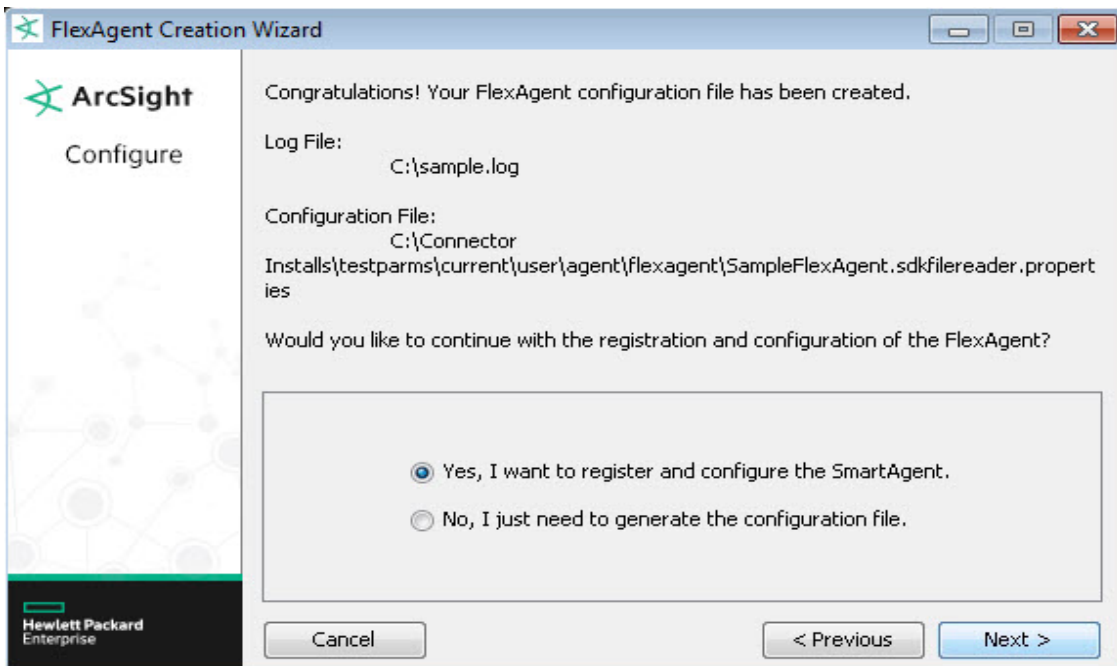 FlexAgent Creation Wizard
ArcSight
Configure
Congratulations! Your FlexAgent configuration file has been created.
Log File:
C:\sample.log
Configuration File:
C:\Connector
Installs\testparms\current\user\agent\flexagent\SampleFlexAgent.sdkfilereader.propert
ies
Would you like to continue with the registration and configuration of the FlexAgent?
Yes, I want to register and configure the SmartAgent.
No, I just need to generate the configuration file.
Hewlett Packard
Enterprise
Cancel
< Previous
Next >